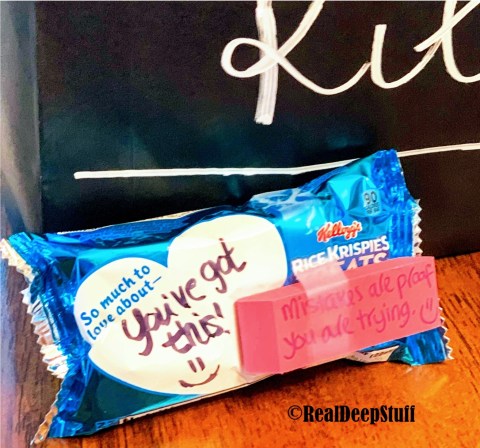 Kit
Kellogg's
RICE KRISPIES
So much to
love about—
You've got
this!
Mistakes are proof
you are trying.
90
©RealDeepStuff